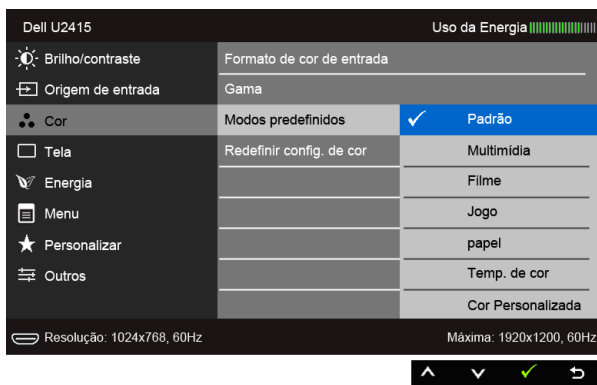 Dell U2415 Uso da Energia
Brilho/contraste Formato de cor de entrada
Origem de entrada Gama
Cor Modos predefinidos Padrão
Tela Redefinir config. de cor Multimídia
Energia Filme
Menu Jogo
Personalizar papel
Outros Temp. de cor
Cor Personalizada
Resolução: 1024x768, 60Hz Máxima: 1920x1200, 60Hz